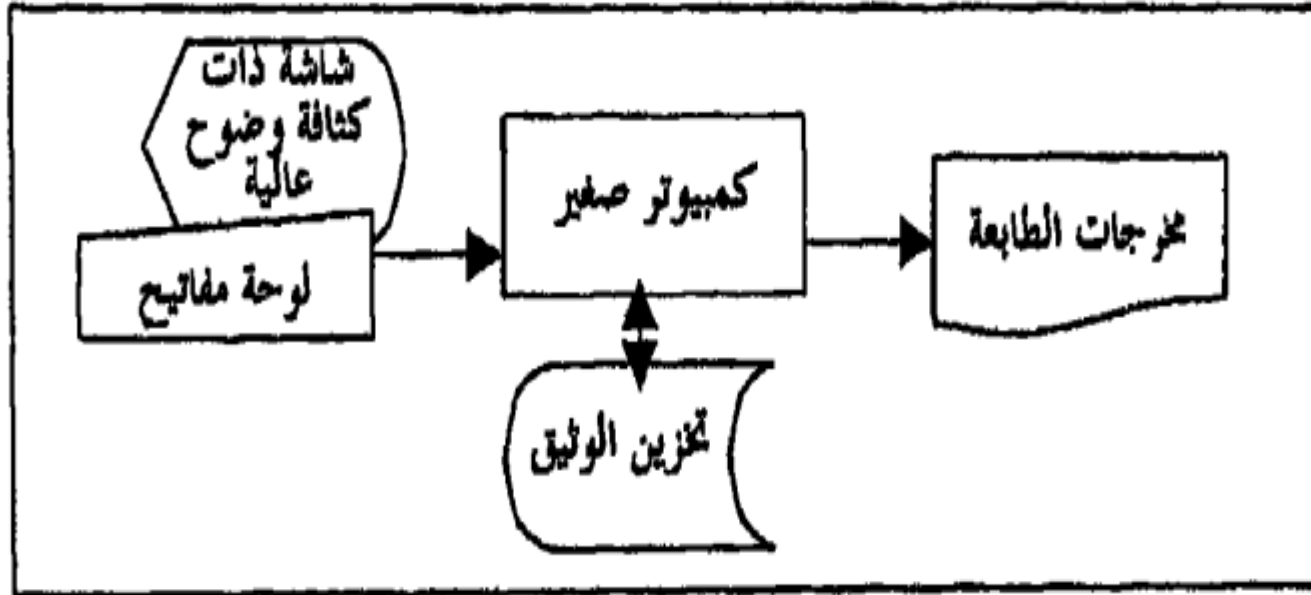 شاشة ذات
كثافة وضوح
عالية
لوحة مفاتيح
كمبيوتر صغير
مخرجات الطابعة
تخزين الوثيق